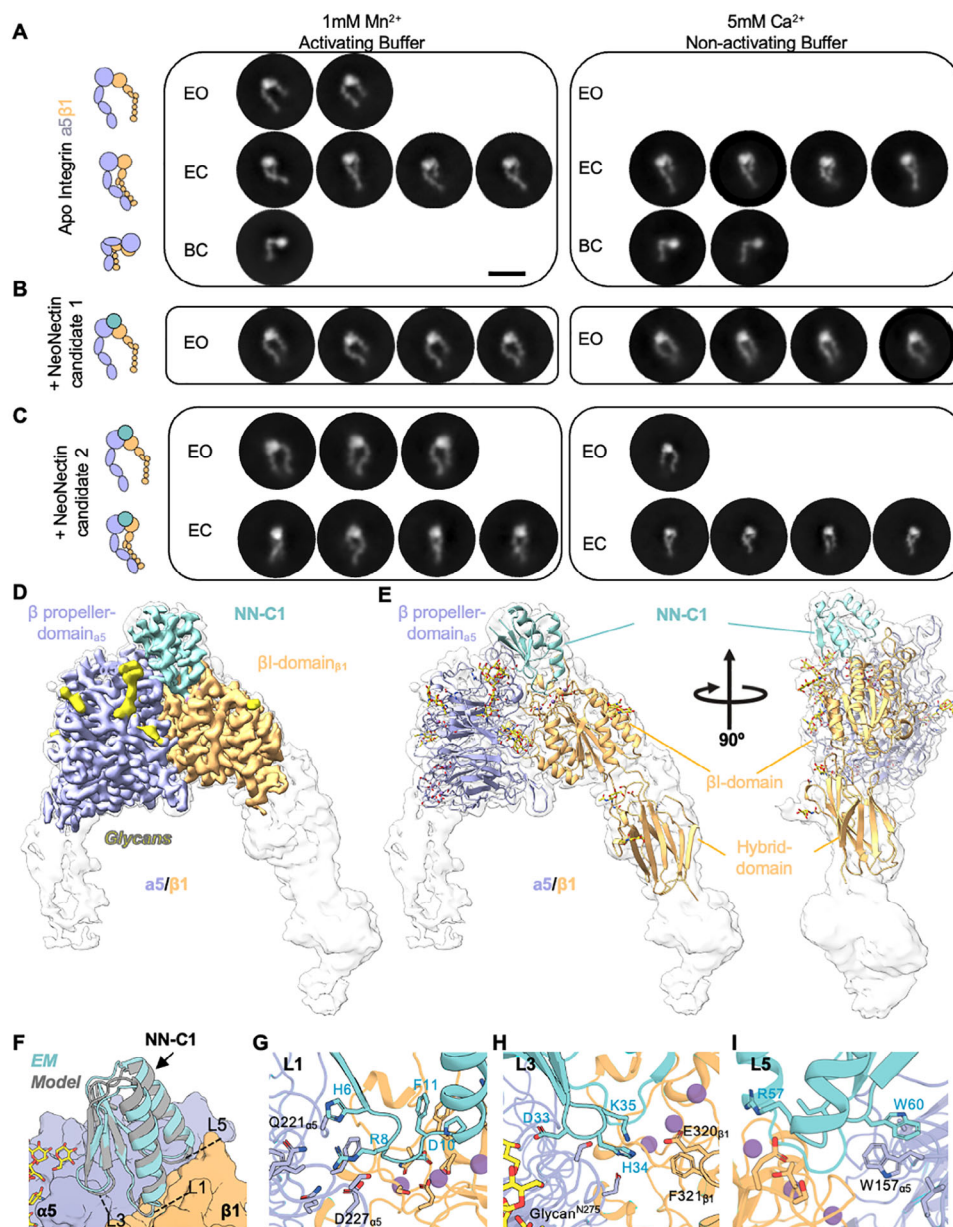 1mM Mn²⁺
Activating Buffer
5mM Ca²⁺
Non-activating Buffer
A
Apo Integrin a5β1
EO
EO
EC
EC
BC
BC
B
+ NeoNectin
candidate 1
EO
EO
C
+ NeoNectin
candidate 2
EO
EO
EC
EC
D
β propeller-
domainα5
NN-C1
βI-domainβ1
Glycans
a5/β1
E
β propeller-
domainα5
NN-C1
90º
βI-domain
Hybrid-
domain
a5/β1
F
NN-C1
EM
Model
L5
L1
L3
α5
β1
G
L1
H6
F11
Q221α5
R8
D10
D227α5
H
L3
D33
K35
E320β1
H34
F321β1
GlycanN275
I
L5
R57
W60
W157α5